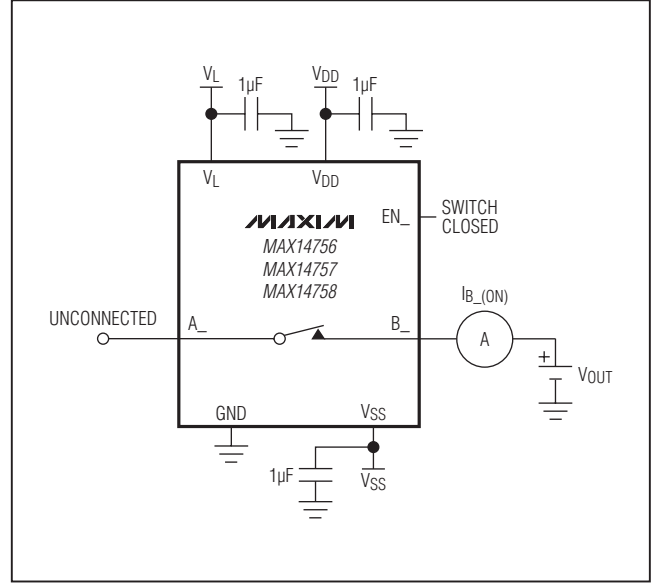 VL
1µF
VDD
1µF
VL
VDD
MAXIM
MAX14756
MAX14757
MAX14758
EN_
SWITCH
CLOSED
UNCONNECTED
A_
B_
IB_(ON)
A
+
VOUT
GND
VSS
1µF
VSS